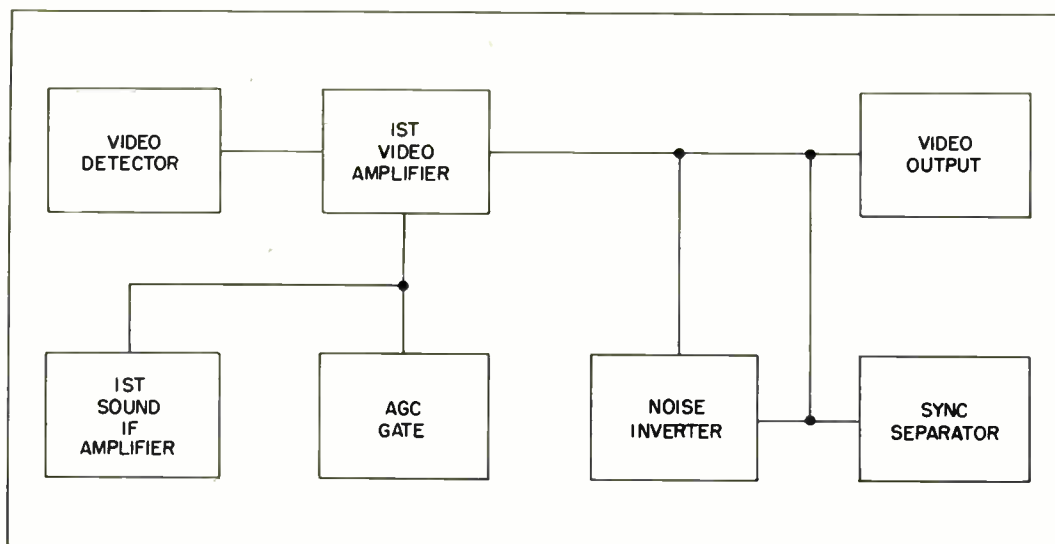 VIDEO
DETECTOR
1ST
VIDEO
AMPLIFIER
VIDEO
OUTPUT
1ST
SOUND
IF
AMPLIFIER
AGC
GATE
NOISE
INVERTER
SYNC
SEPARATOR